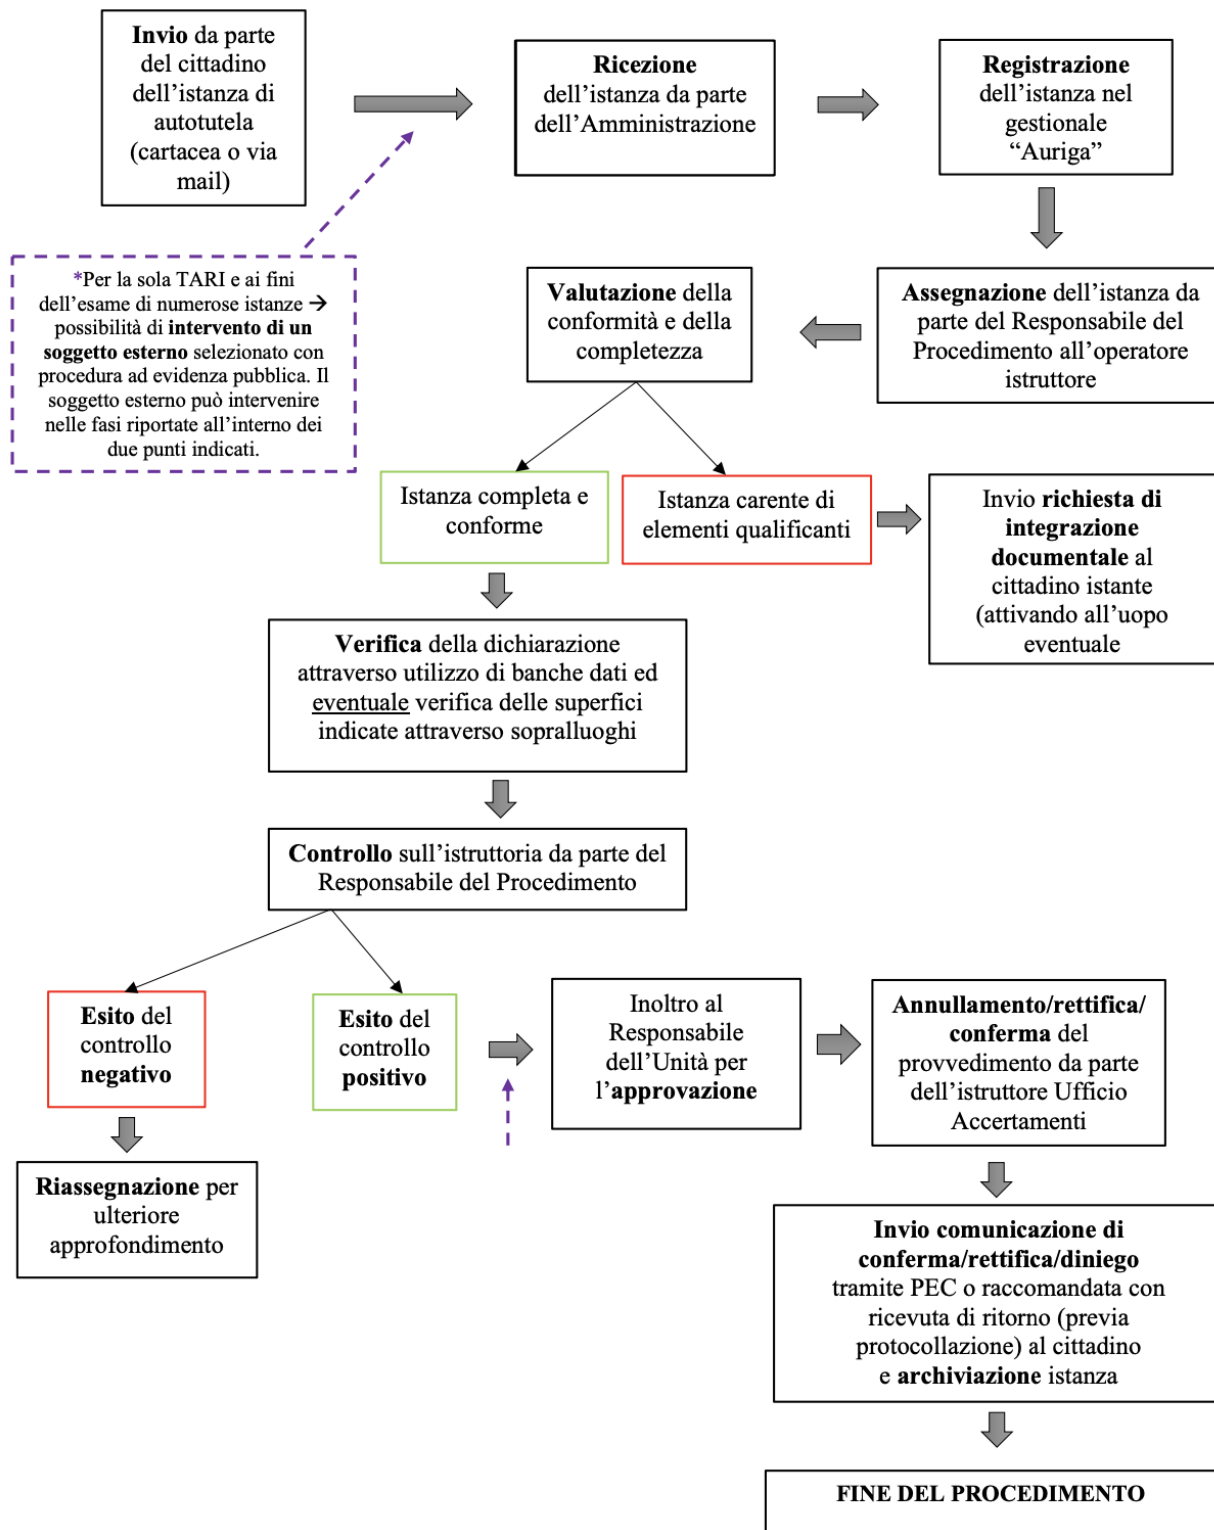 Invio da parte
del cittadino
dell'istanza di
autotutela
(cartacea o via
mail)
Ricezione
dell'istanza da parte
dell'Amministrazione
Registrazione
dell'istanza nel
gestionale
“Auriga”
*Per la sola TARI e ai fini
dell'esame di numerose istanze →
possibilità di intervento di un
soggetto esterno selezionato con
procedura ad evidenza pubblica. Il
soggetto esterno può intervenire
nelle fasi riportate all'interno dei
due punti indicati.
Valutazione della
conformità e della
completezza
Assegnazione dell'istanza da
parte del Responsabile del
Procedimento all'operatore
istruttore
Istanza completa e
conforme
Istanza carente di
elementi qualificanti
Invio richiesta di
integrazione
documentale al
cittadino istante
(attivando all'uopo
eventuale
Verifica della dichiarazione
attraverso utilizzo di banche dati ed
eventuale verifica delle superfici
indicate attraverso sopralluoghi
Controllo sull'istruttoria da parte del
Responsabile del Procedimento
Esito del
controllo
negativo
Esito del
controllo
positivo
Inoltro al
Responsabile
dell'Unità per
l'approvazione
Annullamento/rettifica/
conferma del
provvedimento da parte
dell'istruttore Ufficio
Accertamenti
Riassegnazione per
ulteriore
approfondimento
Invio comunicazione di
conferma/rettifica/diniego
tramite PEC o raccomandata con
ricevuta di ritorno (previa
protocollazione) al cittadino
e archiviazione istanza
FINE DEL PROCEDIMENTO